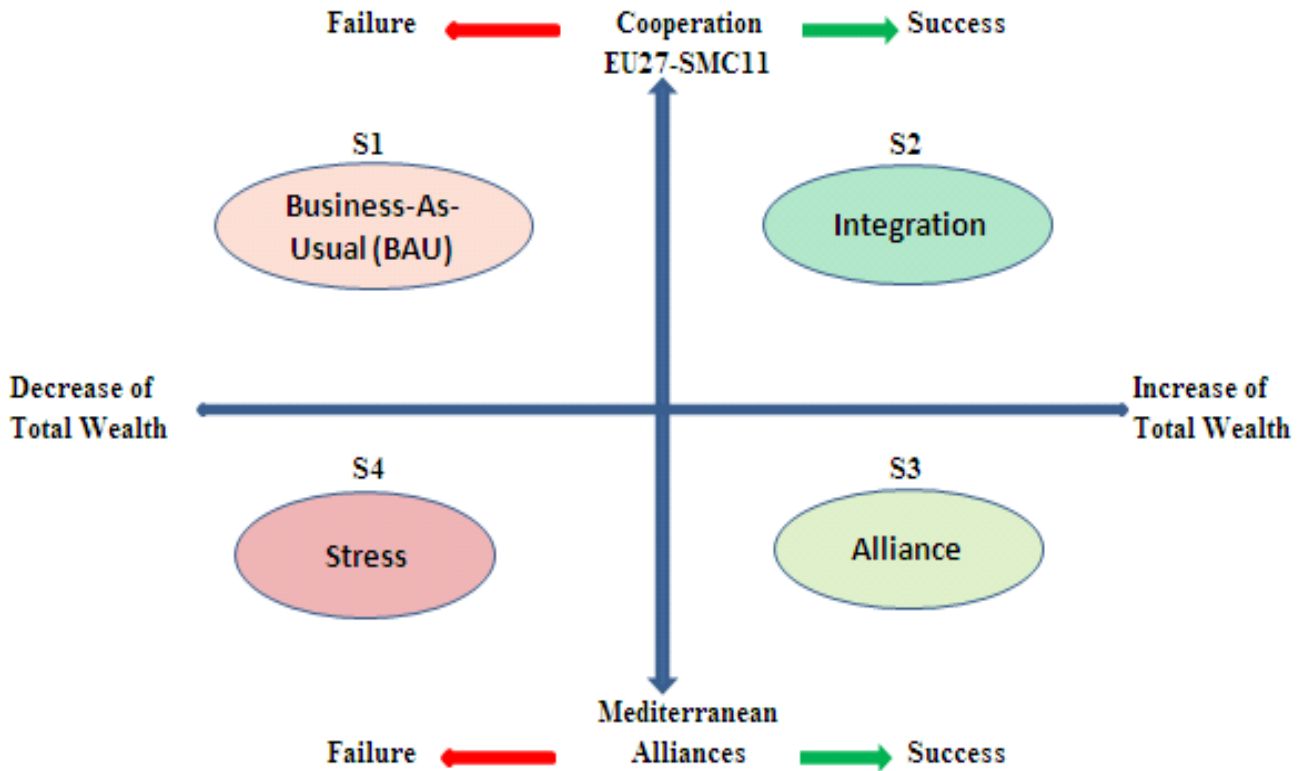 Failure
Cooperation
EU27-SMC11
Success
S1
Business-As-
Usual (BAU)
S2
Integration
Decrease of
Total Wealth
Increase of
Total Wealth
S4
Stress
S3
Alliance
Failure
Mediterranean
Alliances
Success